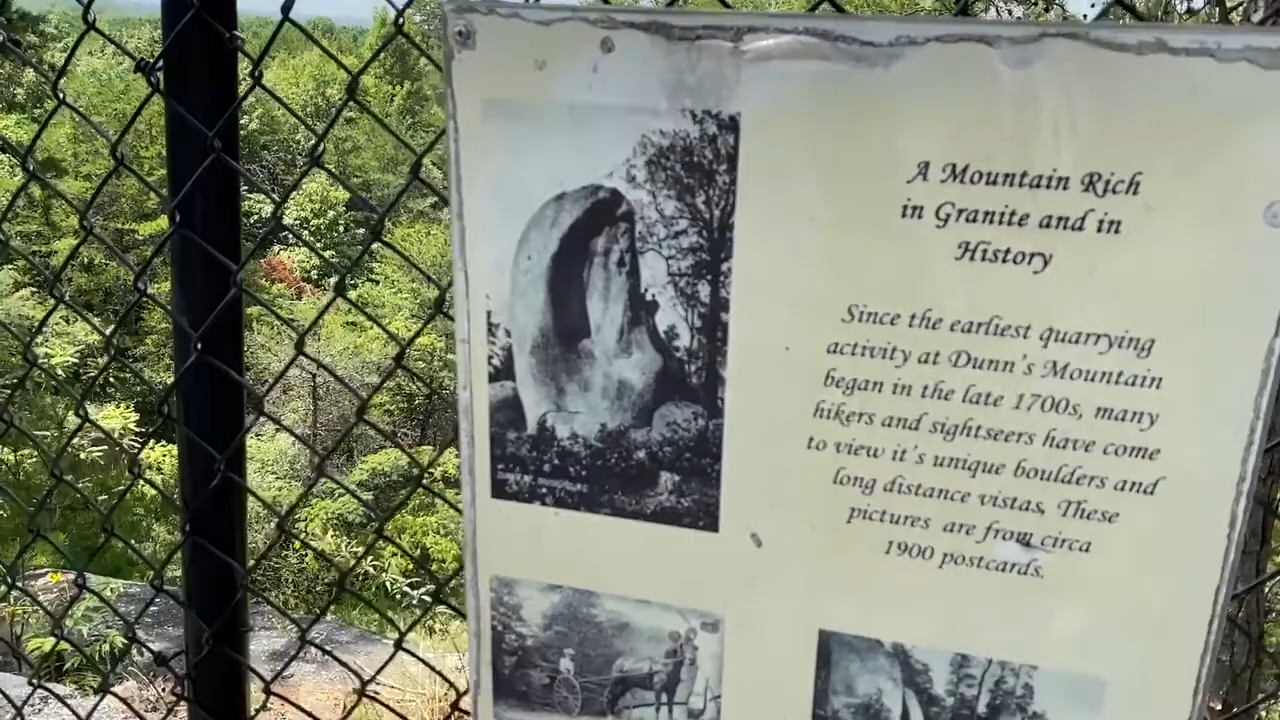 A Mountain Rich
in Granite and in
History
Since the earliest quarrying
activity at Dunn's Mountain
began in the late 1700s, many
hikers and sightseers have come
to view it's unique boulders and
long distance vistas. These
pictures are from circa
1900 postcards.